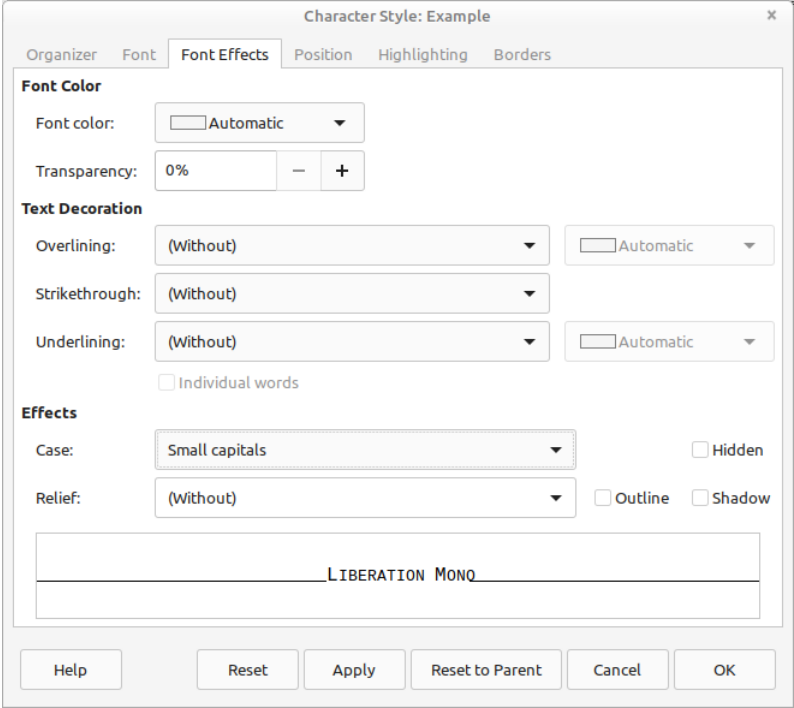 Character Style: Example ×
Organizer Font Font Effects Position Highlighting Borders
Font Color
Font color: Automatic
Transparency: 0% − +
Text Decoration
Overlining: (Without) Automatic
Strikethrough: (Without)
Underlining: (Without) Automatic
Individual words
Effects
Case: Small capitals Hidden
Relief: (Without) Outline Shadow
Liberation Mono
Help Reset Apply Reset to Parent Cancel OK